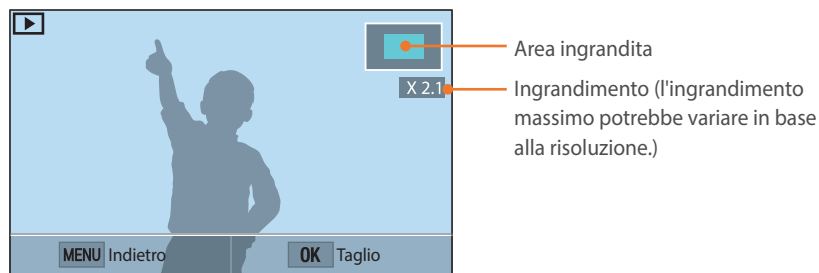 Area ingrandita
X 2.1
Ingrandimento (l'ingrandimento
massimo potrebbe variare in base
alla risoluzione.)
MENU Indietro
OK Taglio